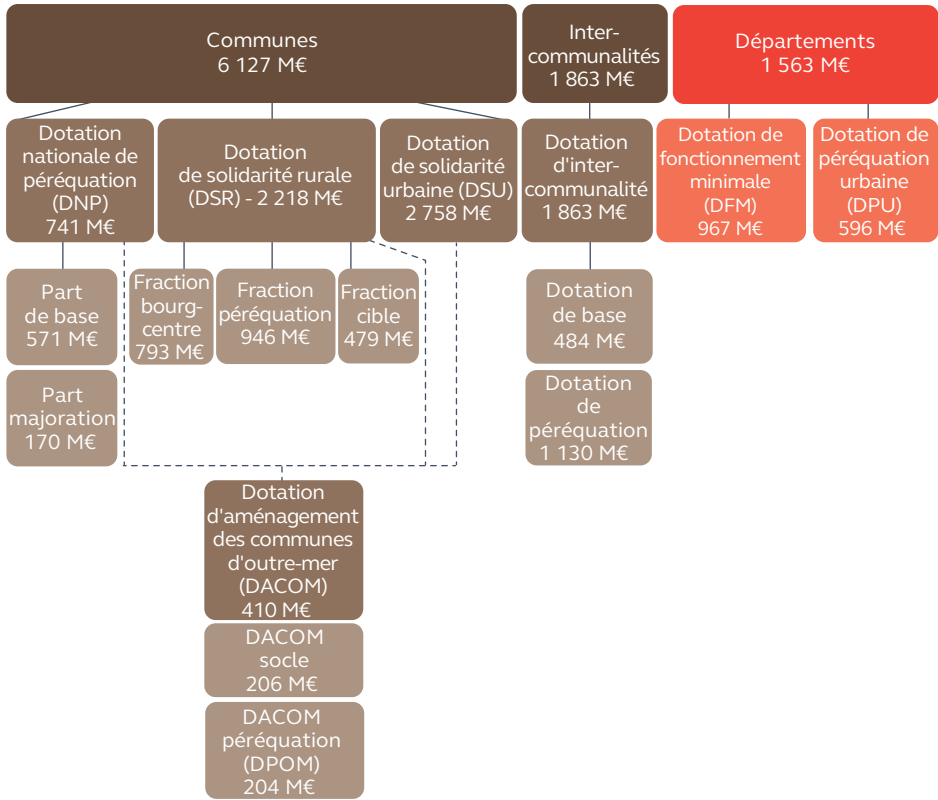 Communes
6 127 M€
Inter-
communalités
1 863 M€
Départements
1 563 M€
Dotation
nationale de
péréquation
(DNP)
741 M€
Dotation
de solidarité rurale
(DSR) - 2 218 M€
Dotation
de solidarité
urbaine (DSU)
2 758 M€
Dotation
d'inter-
communalité
1 863 M€
Dotation de
fonctionnement
minimale
(DFM)
967 M€
Dotation de
péréquation
urbaine
(DPU)
596 M€
Part
de base
571 M€
Fraction
bourg-
centre
793 M€
Fraction
péréquation
946 M€
Fraction
cible
479 M€
Dotation
de base
484 M€
Part
majoration
170 M€
Dotation
de
péréquation
1 130 M€
Dotation
d'aménagement
des communes
d'outre-mer
(DACOM)
410 M€
DACOM
socle
206 M€
DACOM
péréquation
(DPOM)
204 M€